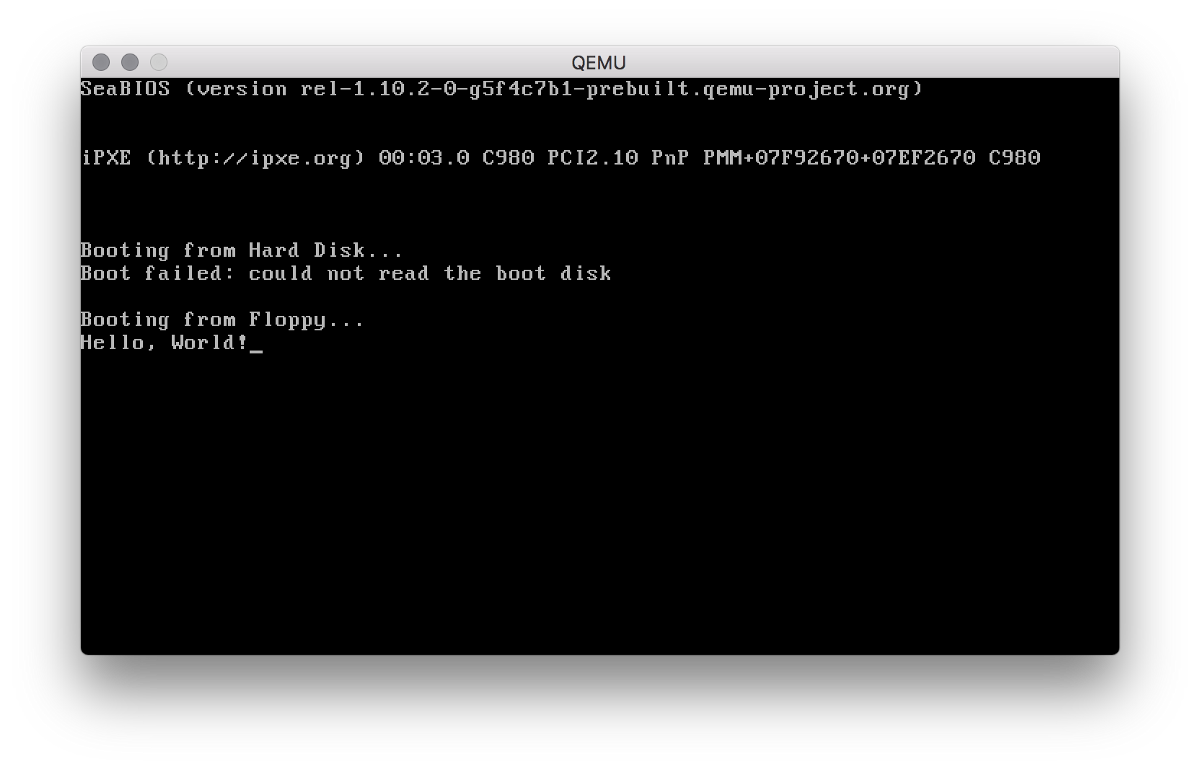 QEMU
SeaBIOS (version rel-1.10.2-0-g5f4c7b1-prebuilt.qemu-project.org)
iPXE (http://ipxe.org) 00:03.0 C980 PCI2.10 PnP PMM+07F92670+07EF2670 C980
Booting from Hard Disk...
Boot failed: could not read the boot disk
Booting from Floppy...
Hello, World!_